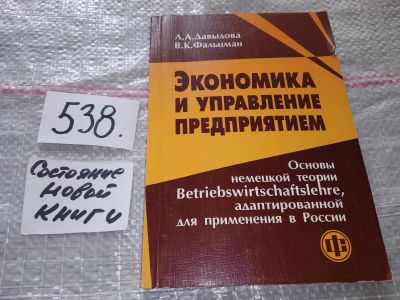 Л.А.Давыдова
В.К.Фальцман
Экономика
и управление
предприятием
Основы
немецкой теории
Betriebswirtschaftslehre,
адаптированной
для применения в России
538.
Состояние
новой
книги